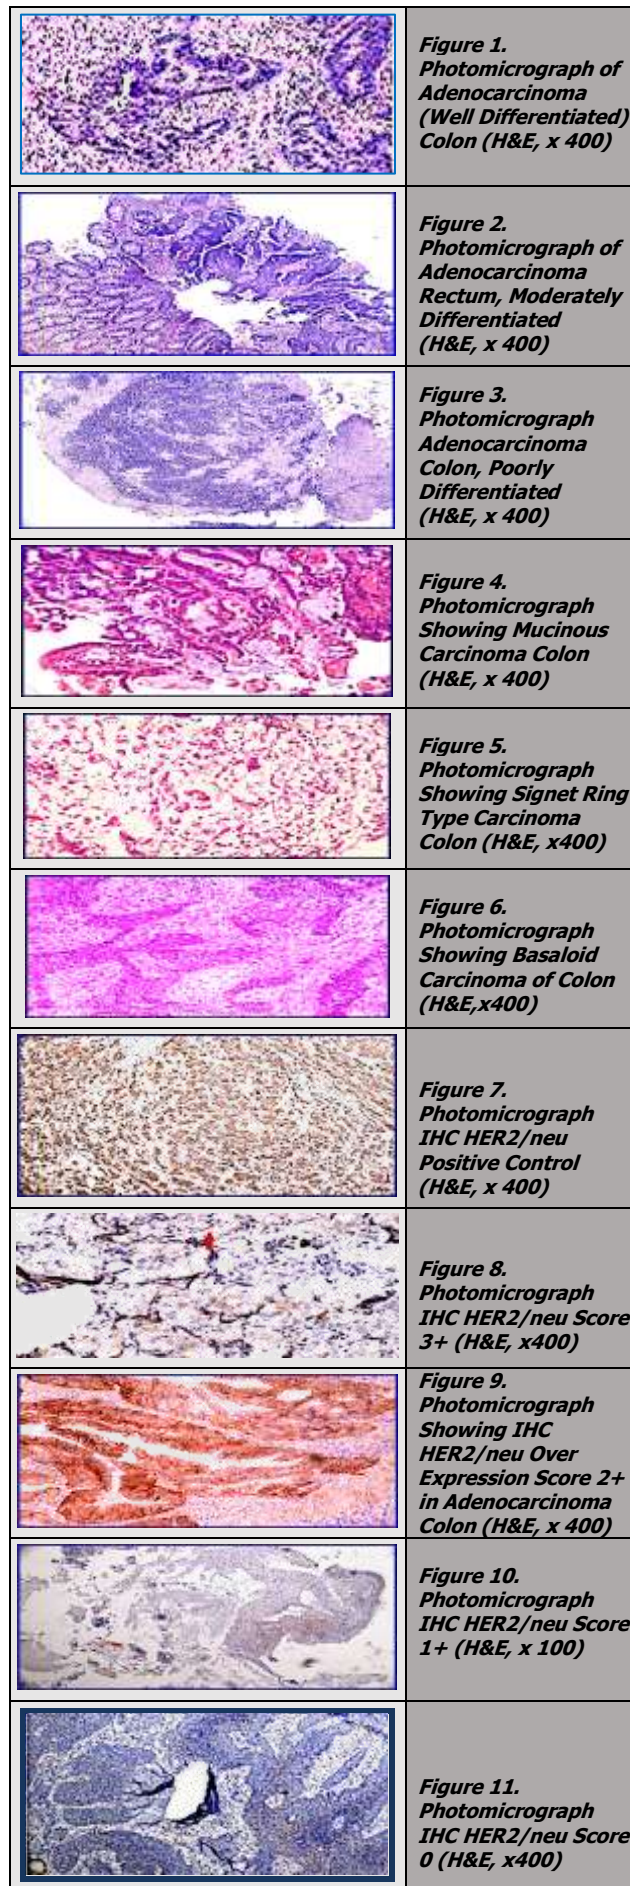 Figure 1.
Photomicrograph of
Adenocarcinoma
(Well Differentiated)
Colon (H&E, x 400)
Figure 2.
Photomicrograph of
Adenocarcinoma
Rectum, Moderately
Differentiated
(H&E, x 400)
Figure 3.
Photomicrograph
Adenocarcinoma
Colon, Poorly
Differentiated
(H&E, x 400)
Figure 4.
Photomicrograph
Showing Mucinous
Carcinoma Colon
(H&E, x 400)
Figure 5.
Photomicrograph
Showing Signet Ring
Type Carcinoma
Colon (H&E, x400)
Figure 6.
Photomicrograph
Showing Basaloid
Carcinoma of Colon
(H&E,x400)
Figure 7.
Photomicrograph
IHC HER2/neu
Positive Control
(H&E, x 400)
Figure 8.
Photomicrograph
IHC HER2/neu Score
3+ (H&E, x400)
Figure 9.
Photomicrograph
Showing IHC
HER2/neu Over
Expression Score 2+
in Adenocarcinoma
Colon (H&E, x 400)
Figure 10.
Photomicrograph
IHC HER2/neu Score
1+ (H&E, x 100)
Figure 11.
Photomicrograph
IHC HER2/neu Score
0 (H&E, x400)